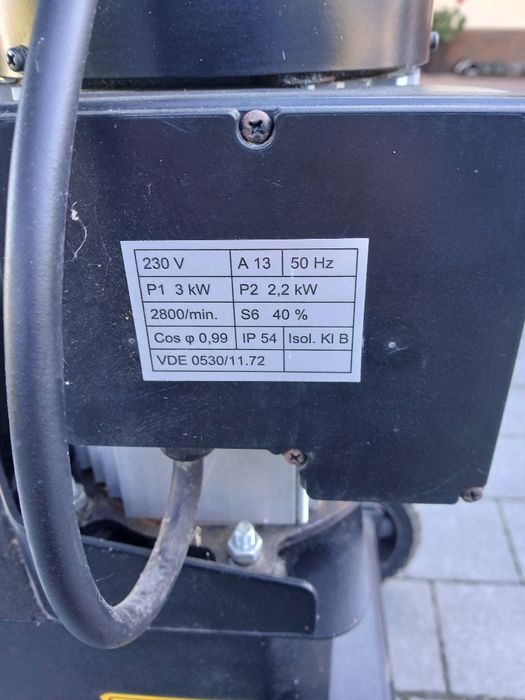 230 V A 13 50 Hz
P1 3 kW P2 2,2 kW
2800/min. S6 40 %
Cos φ 0,99 IP 54 Isol. Kl B
VDE 0530/11.72